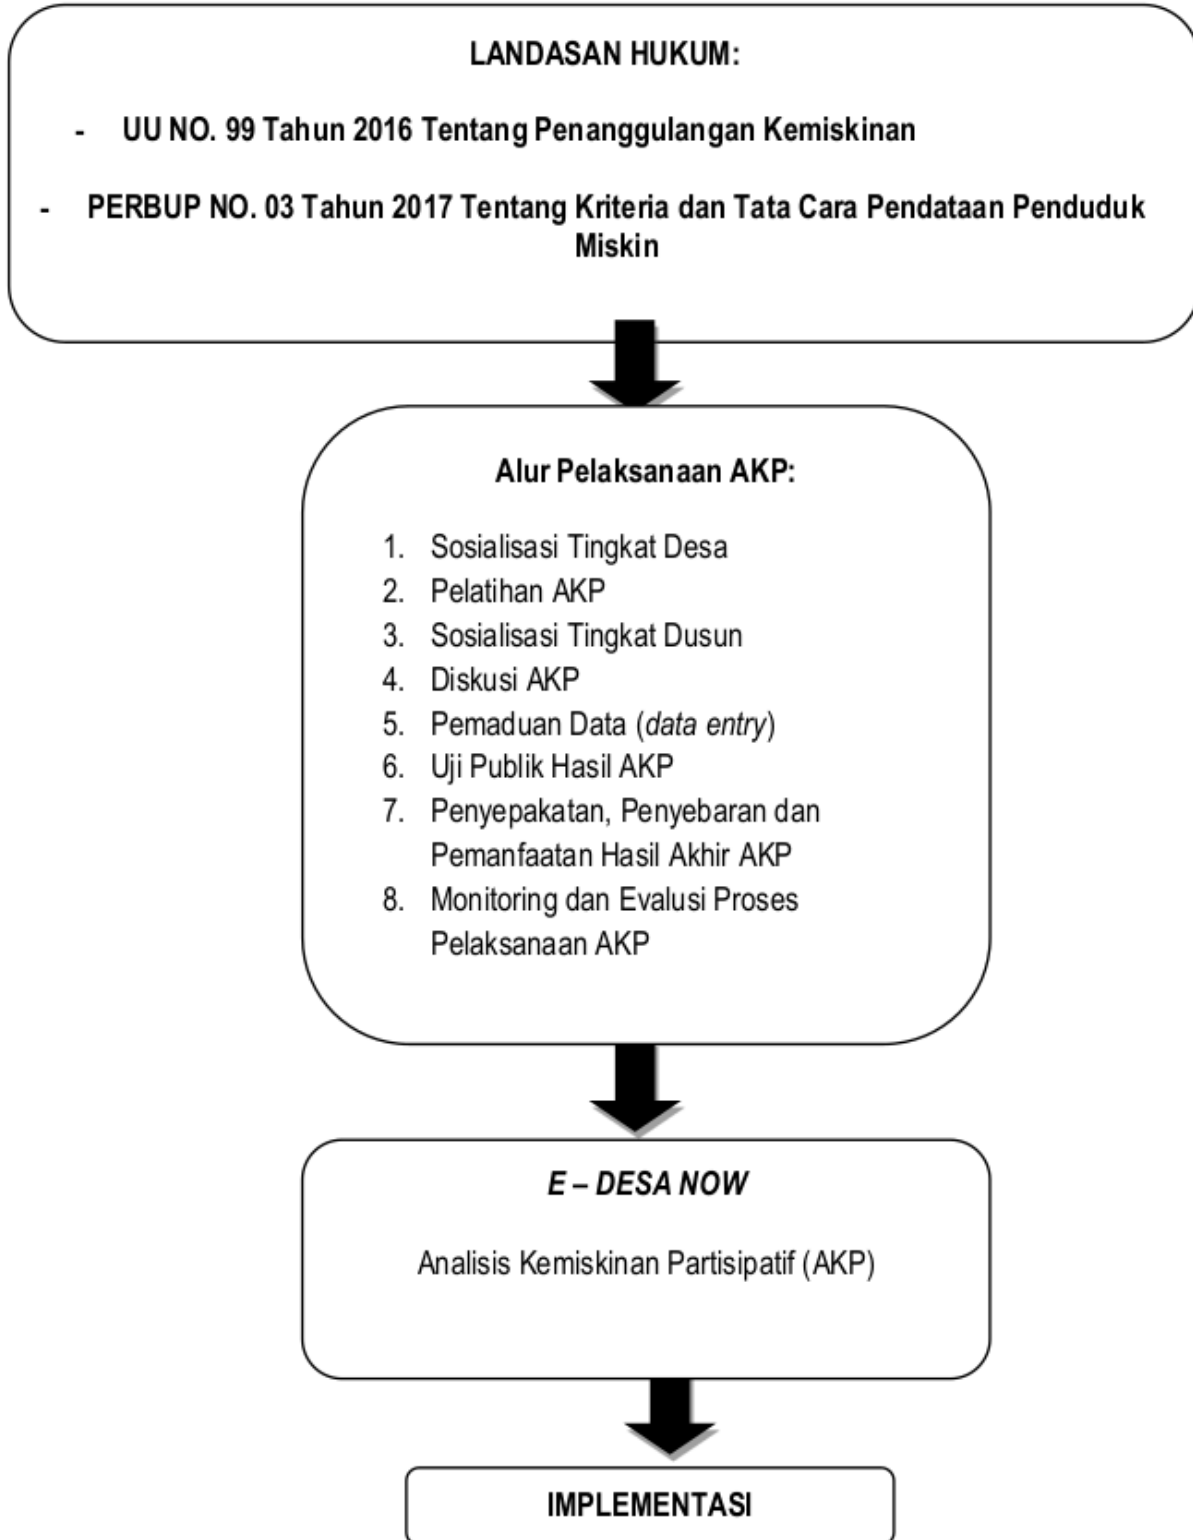 LANDASAN HUKUM:
- UU NO. 99 Tahun 2016 Tentang Penanggulangan Kemiskinan
- PERBUP NO. 03 Tahun 2017 Tentang Kriteria dan Tata Cara Pendataan Penduduk
Miskin
Alur Pelaksanaan AKP:
1. Sosialisasi Tingkat Desa
2. Pelatihan AKP
3. Sosialisasi Tingkat Dusun
4. Diskusi AKP
5. Pemaduan Data (data entry)
6. Uji Publik Hasil AKP
7. Penyepakatan, Penyebaran dan
Pemanfaatan Hasil Akhir AKP
8. Monitoring dan Evalusi Proses
Pelaksanaan AKP
E – DESA NOW
Analisis Kemiskinan Partisipatif (AKP)
IMPLEMENTASI